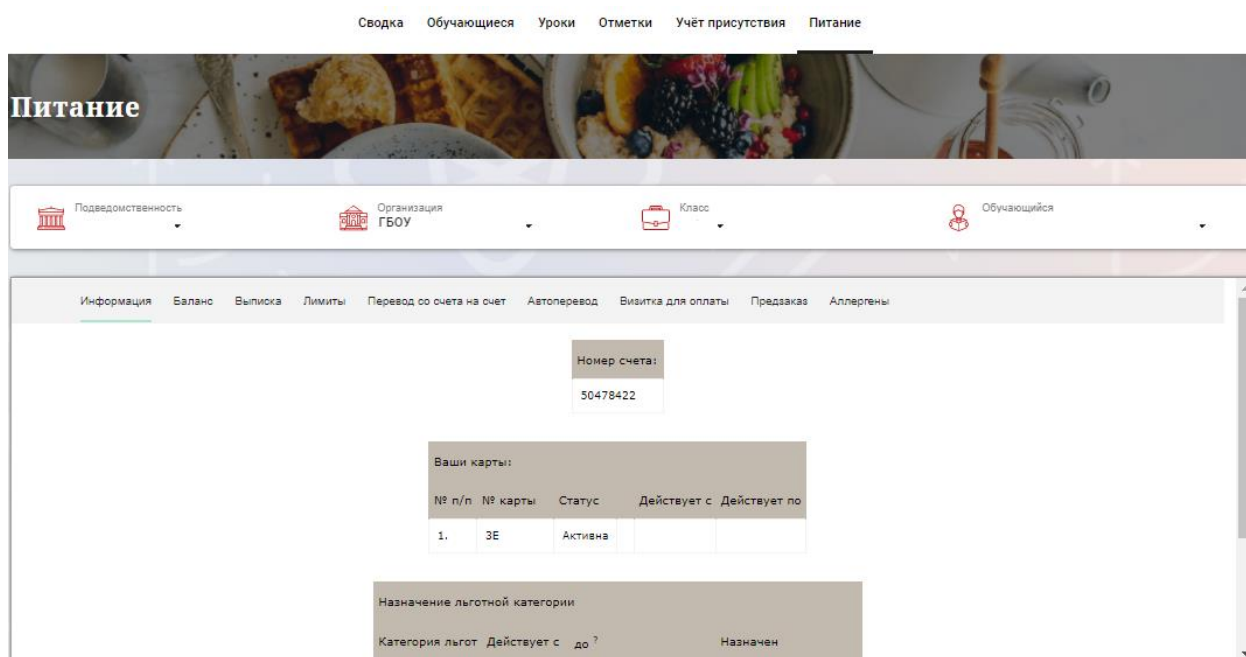 Сводка Обучающиеся Уроки Отметки Учёт присутствия Питание
Питание
Подведомственность Организация Класс Обучающийся
ГБОУ
Информация Баланс Выписка Лимиты Перевод со счета на счет Автоперевод Визитка для оплаты Предзаказ Аллергены
Номер счета:
50478422
Ваши карты:
№ п/п № карты Статус Действует с Действует по
1. 3E Активна
Назначение льготной категории
Категория льгот Действует с до ? Назначен